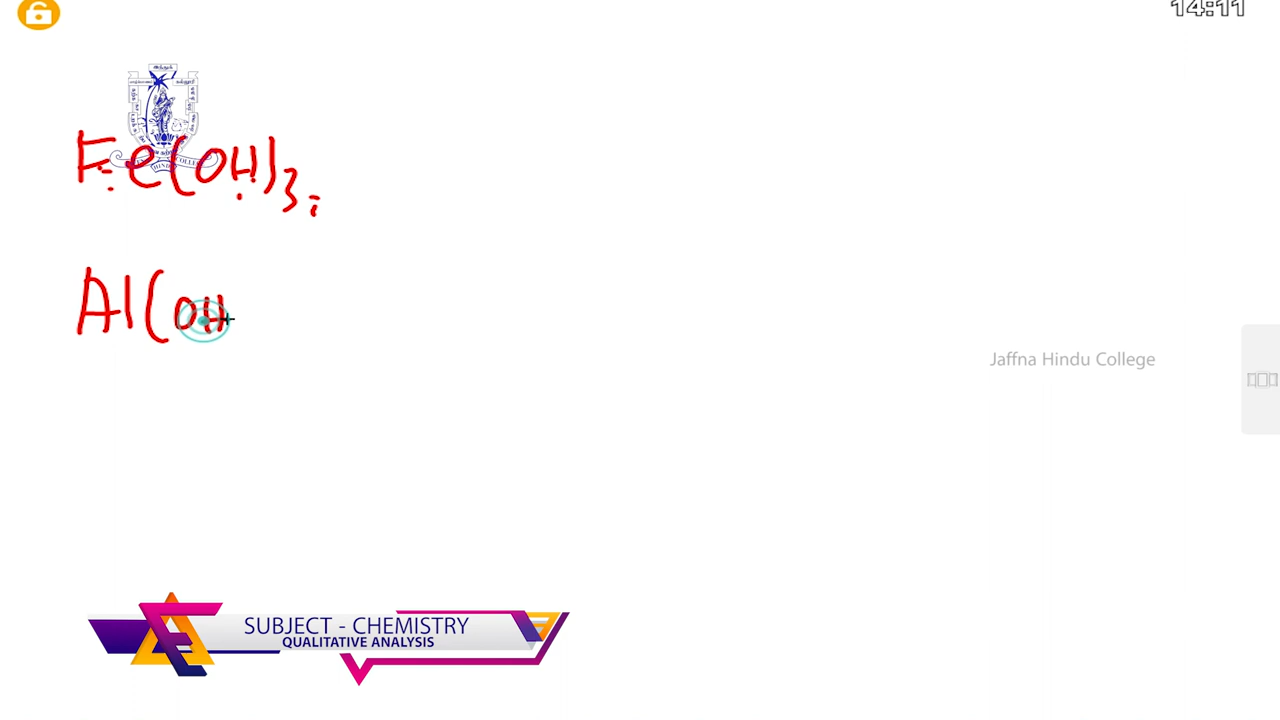 14:11
Fe(OH)3;
Al(OH
Jaffna Hindu College
SUBJECT - CHEMISTRY
QUALITATIVE ANALYSIS